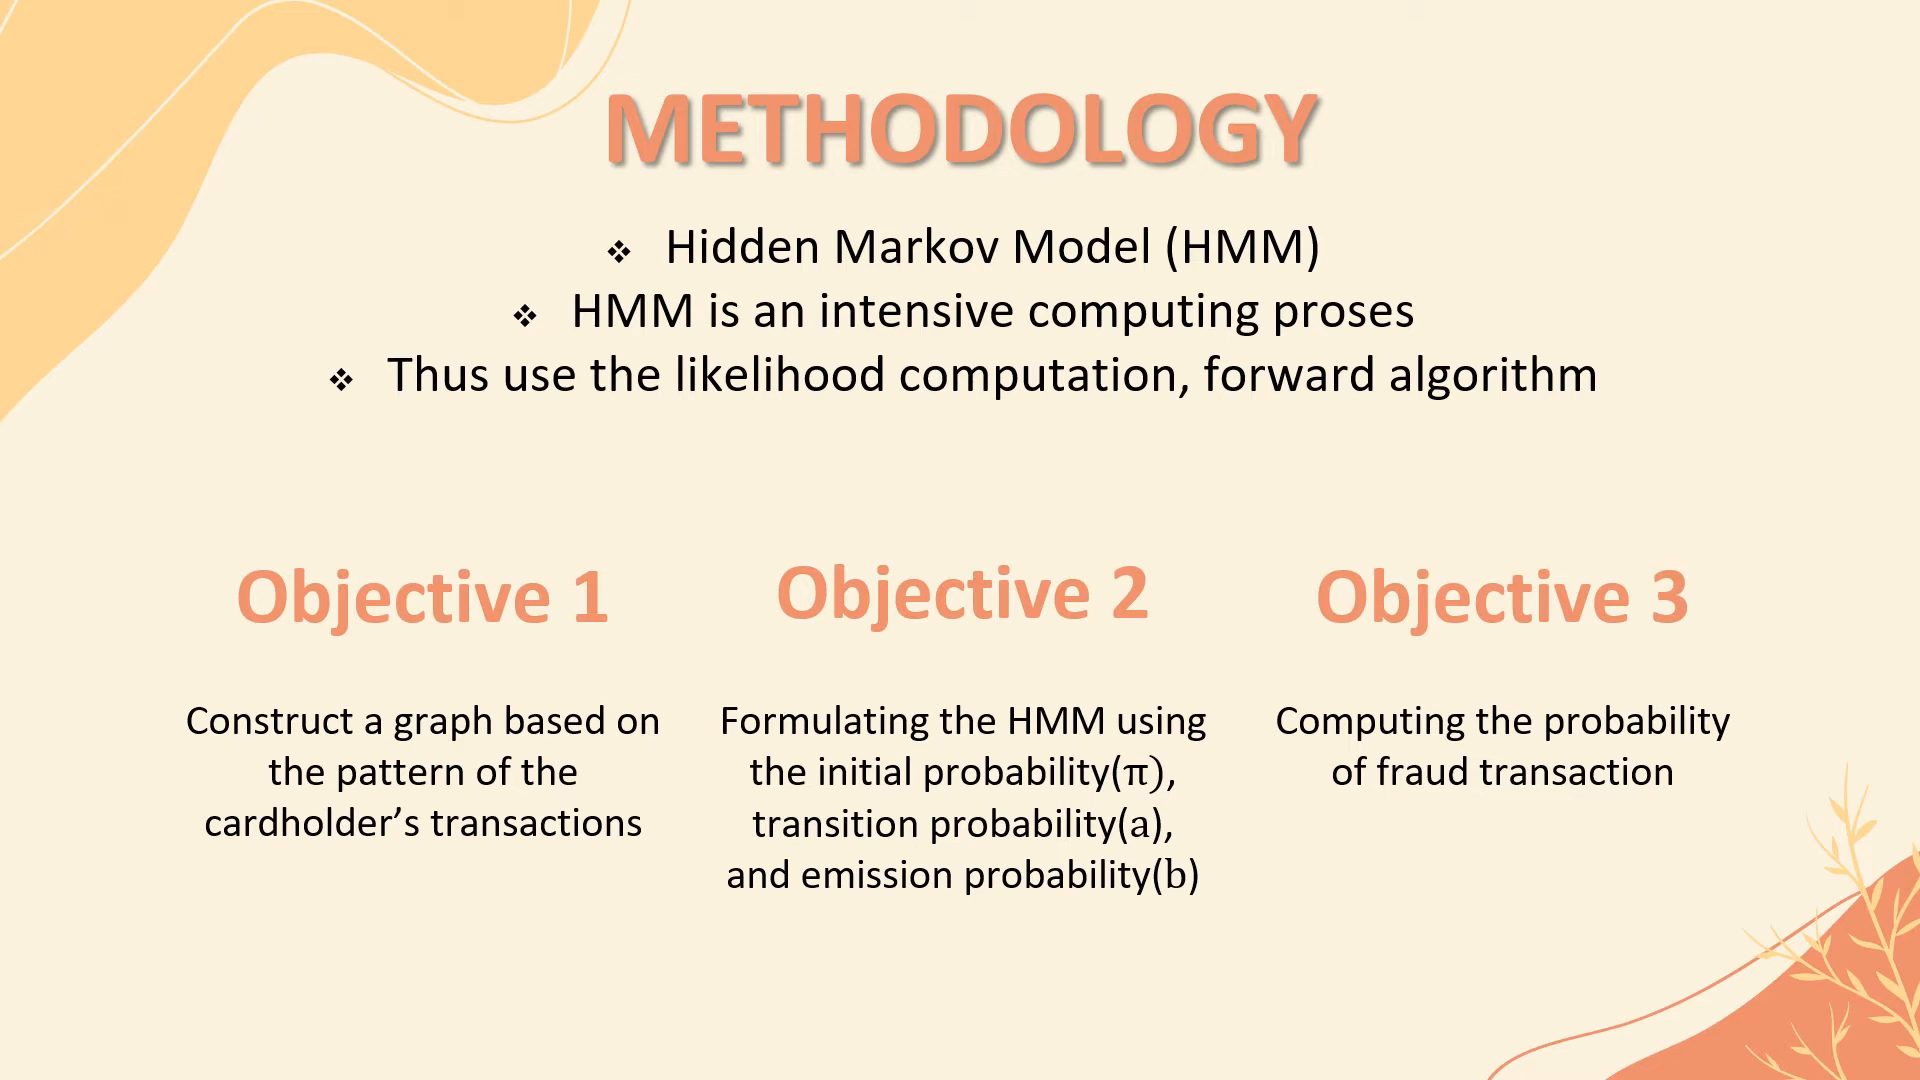 METHODOLOGY
❖ Hidden Markov Model (HMM)
❖ HMM is an intensive computing proses
❖ Thus use the likelihood computation, forward algorithm
Objective 1
Construct a graph based on
the pattern of the
cardholder’s transactions
Objective 2
Formulating the HMM using
the initial probability(π),
transition probability(a),
and emission probability(b)
Objective 3
Computing the probability
of fraud transaction